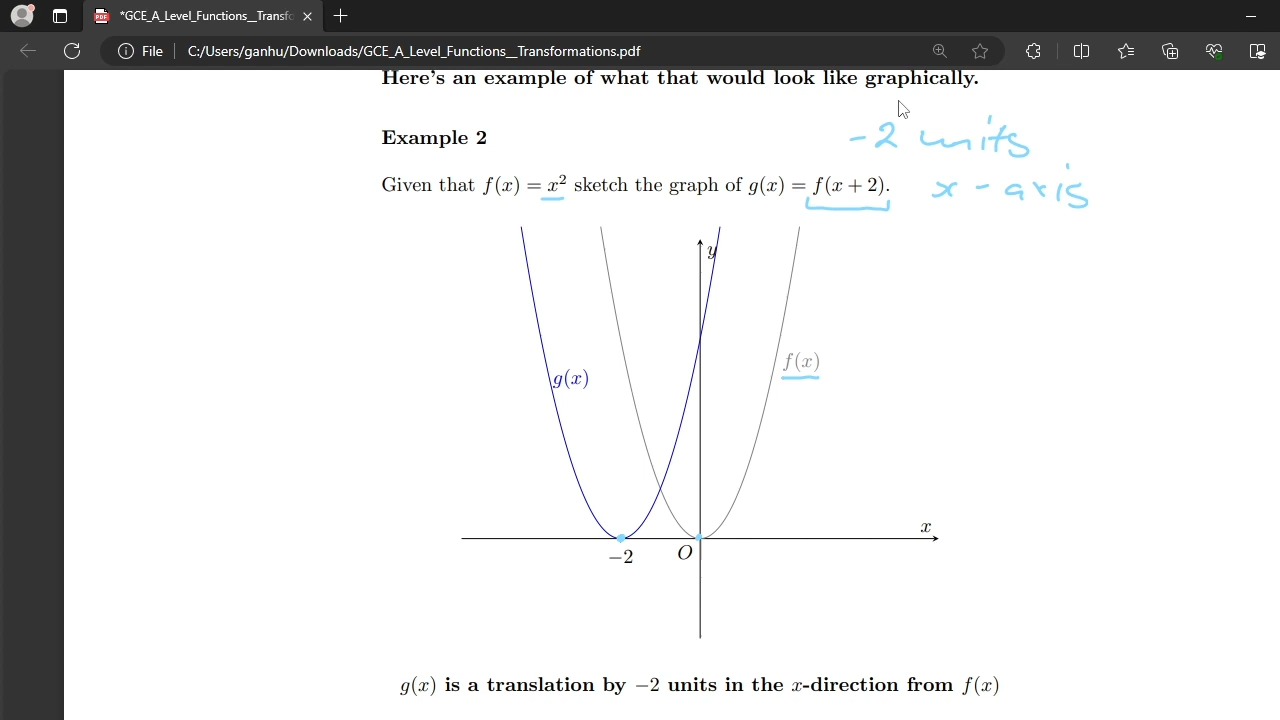 *GCE_A_Level_Functions__Transfo
File
C:/Users/ganhu/Downloads/GCE_A_Level_Functions__Transformations.pdf
Here's an example of what that would look like graphically.
Example 2
-2 units
Given that f(x) = x² sketch the graph of g(x) = f(x + 2).
x - axis
y
f(x)
g(x)
x
−2
O
g(x) is a translation by −2 units in the x-direction from f(x)